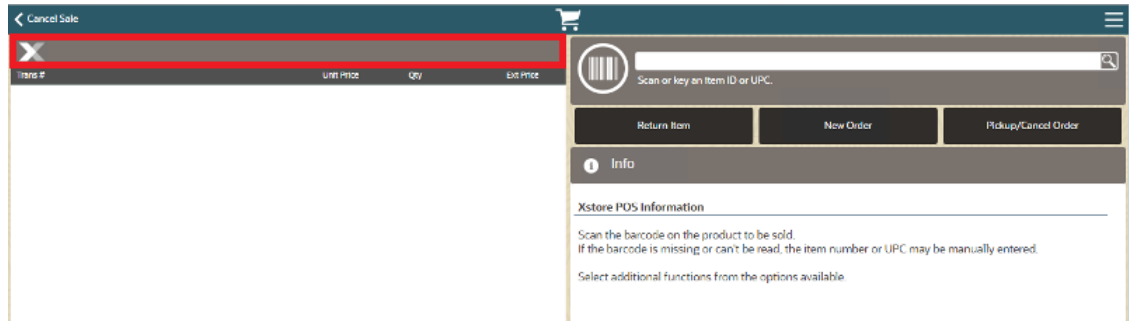 Cancel Sale
X
Trans #
Unit Price
Qty
Ext Price
Scan or key an Item ID or UPC.
Return Item
New Order
Pickup/Cancel Order
i
Info
Xstore POS Information
Scan the barcode on the product to be sold.
If the barcode is missing or can't be read, the item number or UPC may be manually entered.
Select additional functions from the options available.